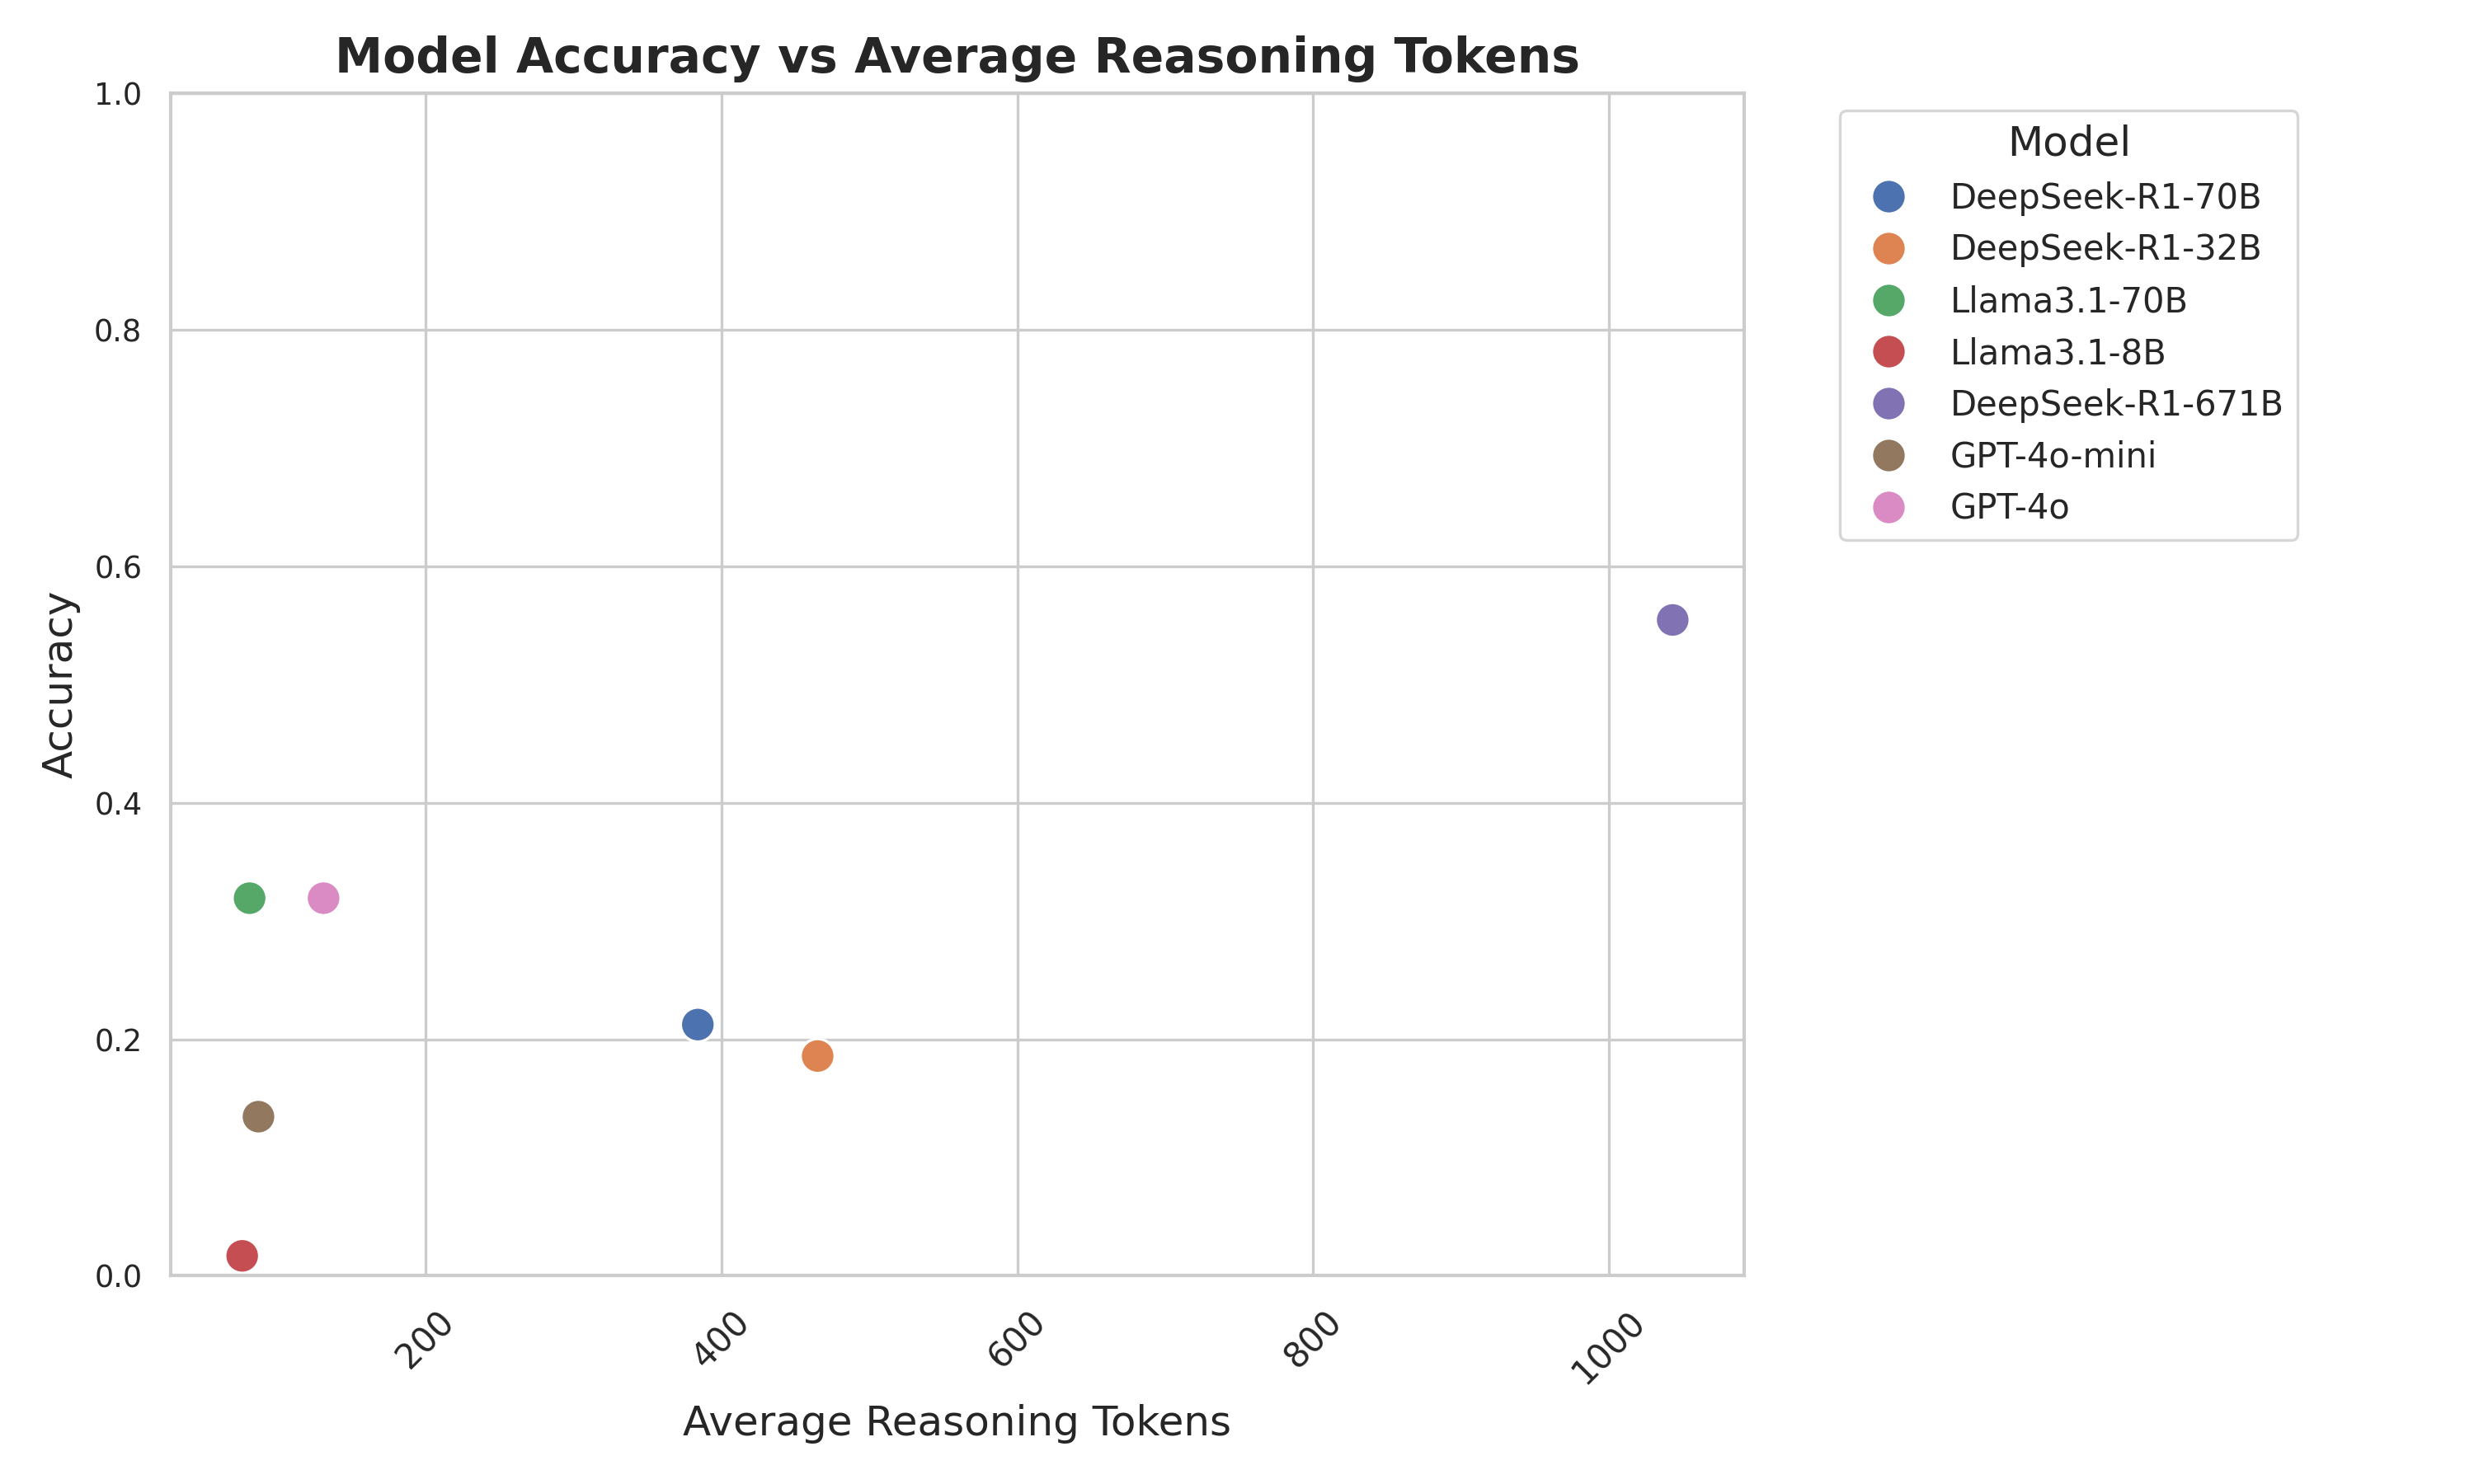 Model Accuracy vs Average Reasoning Tokens
1.0
0.8
0.6
0.4
0.2
0.0
Accuracy
200
400
600
800
1000
Average Reasoning Tokens
Model
DeepSeek-R1-70B
DeepSeek-R1-32B
Llama3.1-70B
Llama3.1-8B
DeepSeek-R1-671B
GPT-4o-mini
GPT-4o